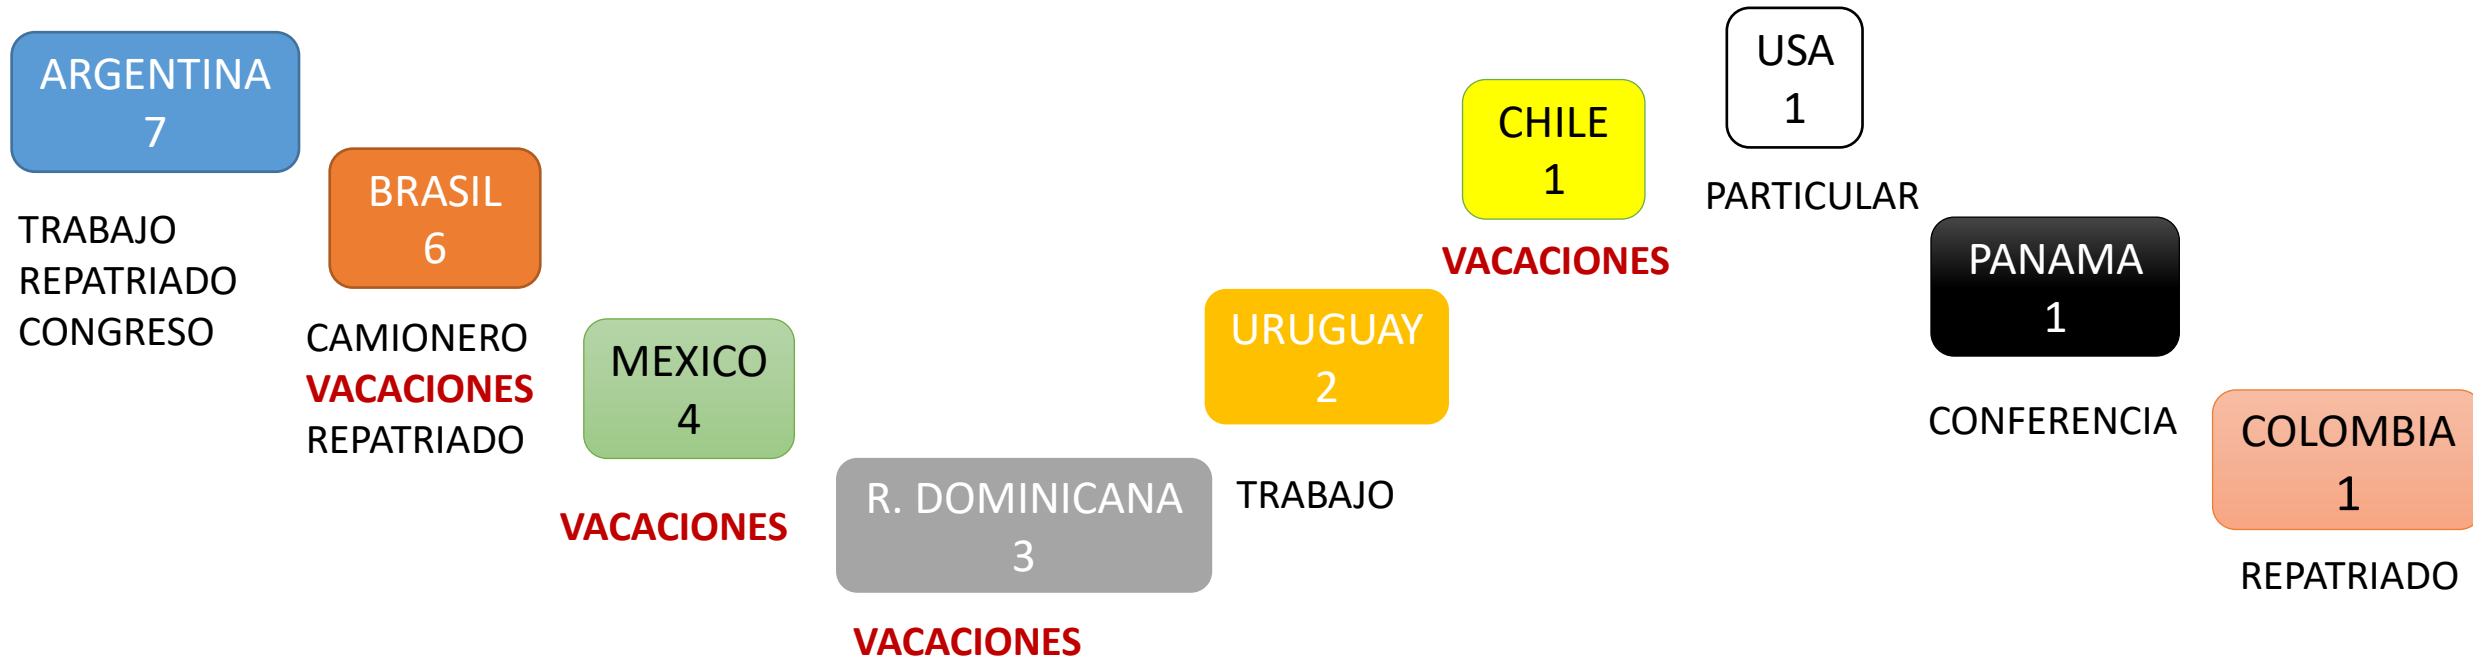 ARGENTINA
7
TRABAJO
REPATRIADO
CONGRESO
BRASIL
6
CAMIONERO
VACACIONES
REPATRIADO
MEXICO
4
VACACIONES
R. DOMINICANA
3
VACACIONES
URUGUAY
2
TRABAJO
CHILE
1
VACACIONES
USA
1
PARTICULAR
PANAMA
1
CONFERENCIA
COLOMBIA
1
REPATRIADO